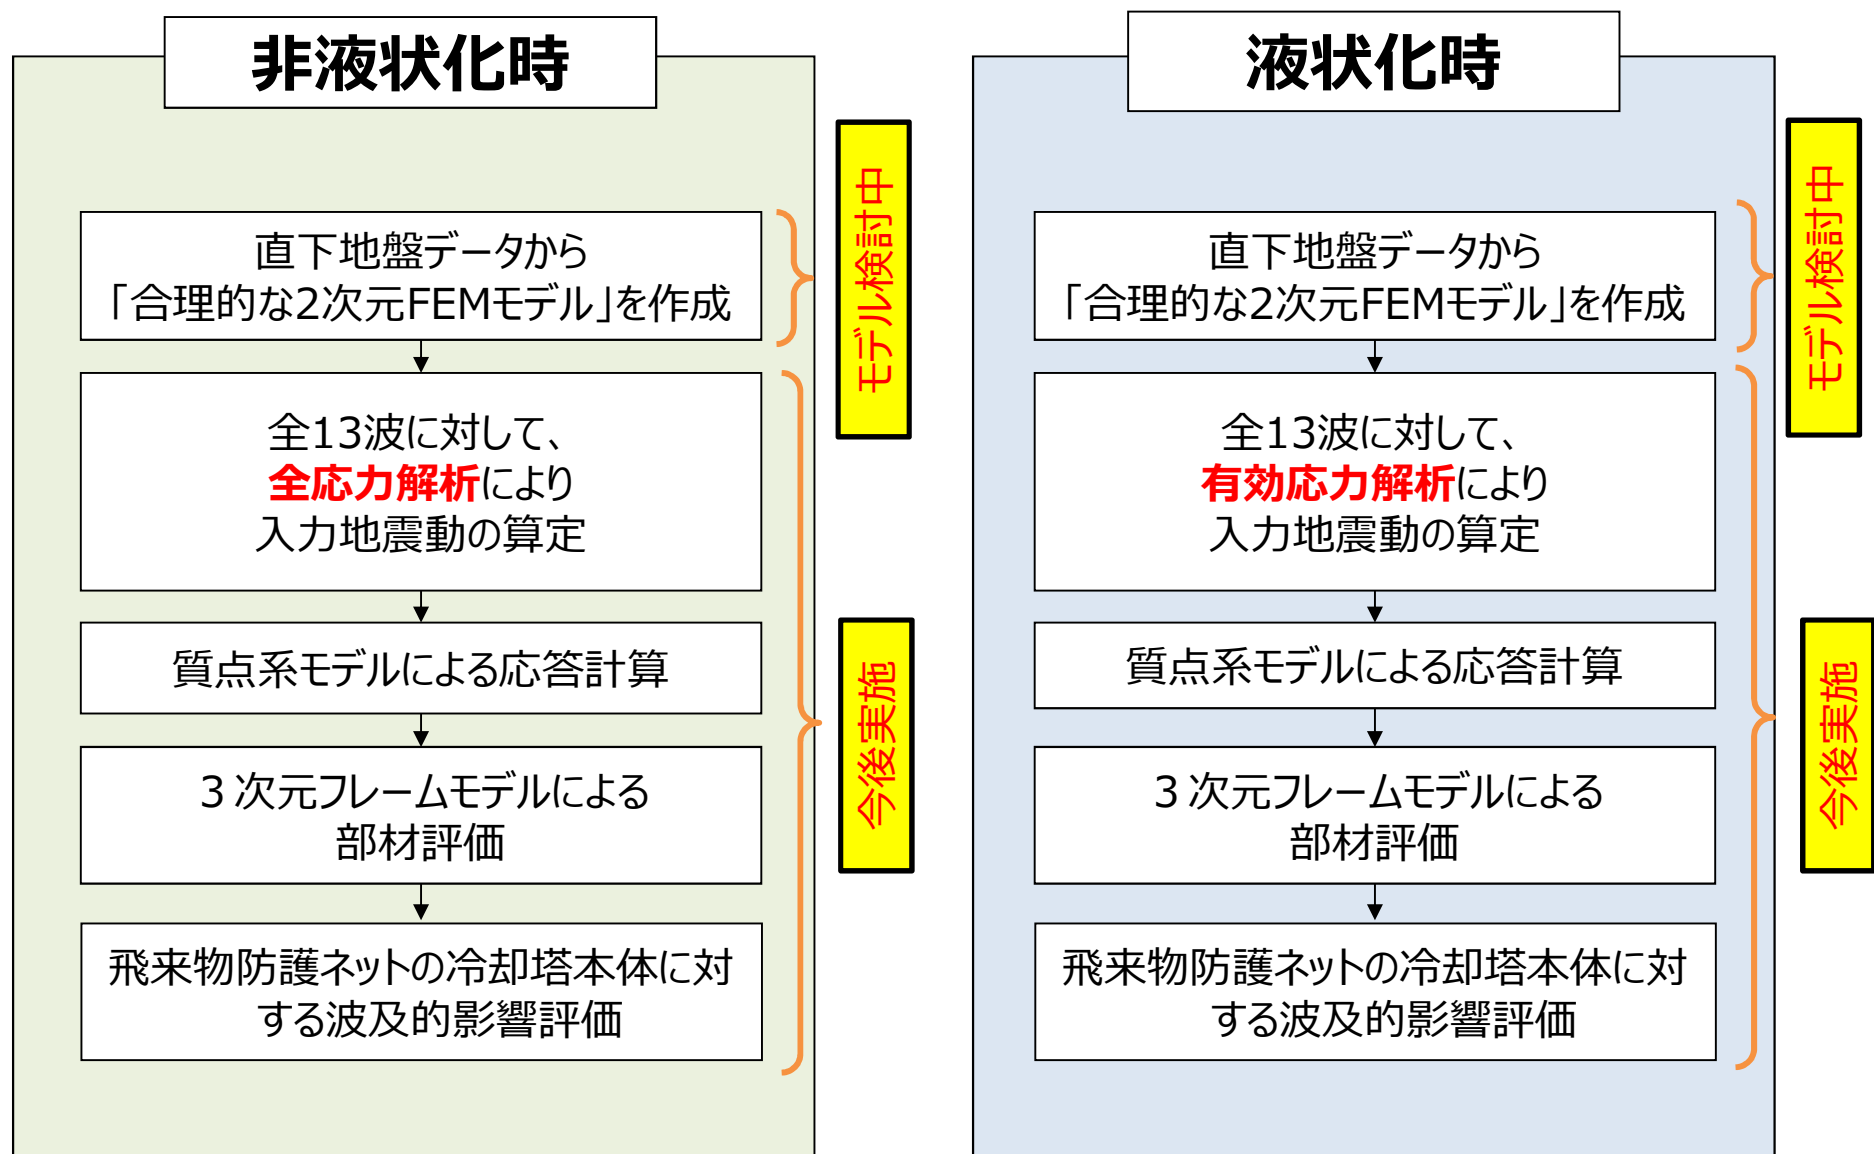 非液状化時
直下地盤データから
「合理的な2次元FEMモデル」を作成
全13波に対して、
全応力解析により
入力地震動の算定
質点系モデルによる応答計算
３次元フレームモデルによる
部材評価
飛来物防護ネットの冷却塔本体に対
する波及的影響評価
モデル検討中
今後実施
液状化時
直下地盤データから
「合理的な2次元FEMモデル」を作成
全13波に対して、
有効応力解析により
入力地震動の算定
質点系モデルによる応答計算
３次元フレームモデルによる
部材評価
飛来物防護ネットの冷却塔本体に対
する波及的影響評価
モデル検討中
今後実施